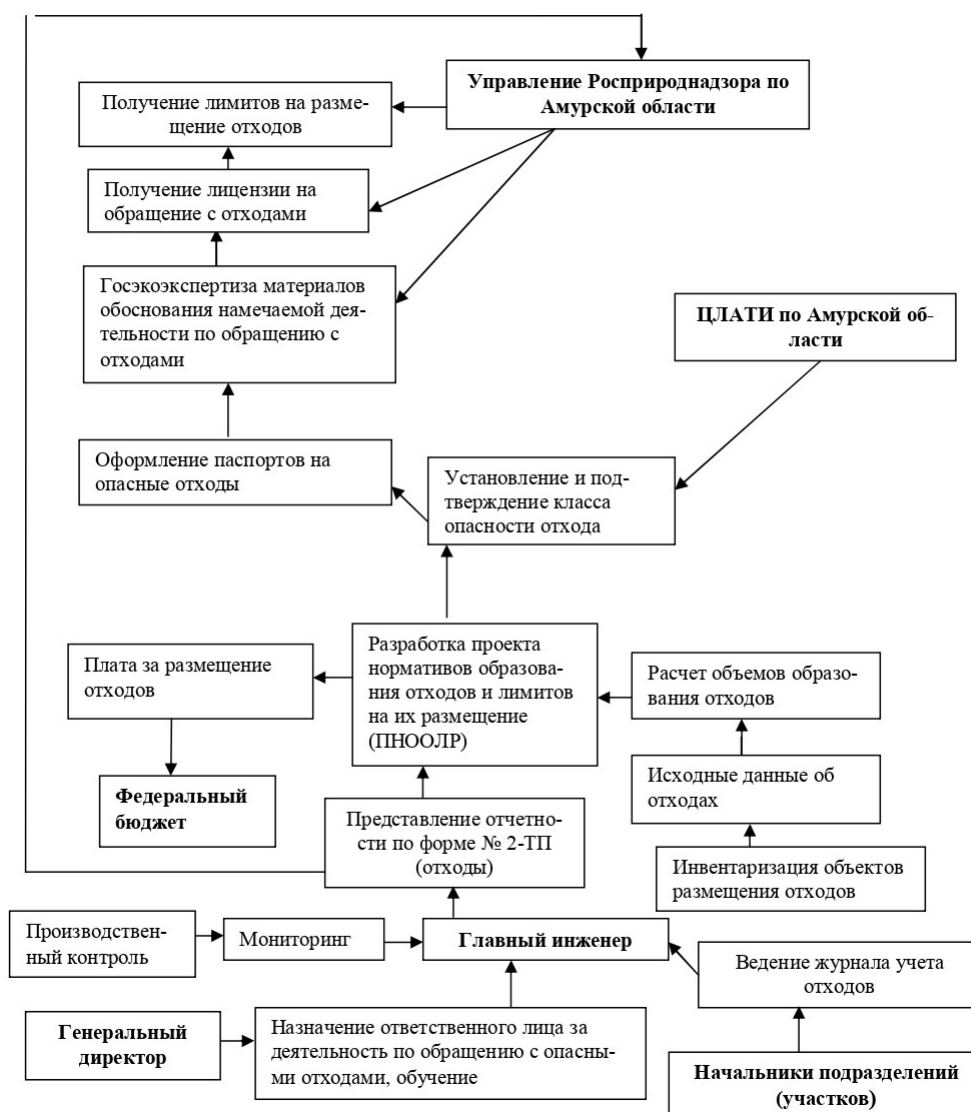 Управление Росприроднадзора по
Амурской области
Получение лимитов на разме-
щение отходов
Получение лицензии на
обращение с отходами
Госэкоэкспертиза материалов
обоснования намечаемой дея-
тельности по обращению с
отходами
ЦЛАТИ по Амурской об-
ласти
Оформление паспортов на
опасные отходы
Установление и под-
тверждение класса
опасности отхода
Плата за размещение
отходов
Разработка проекта
нормативов образова-
ния отходов и лимитов
на их размещение
(ПНООЛР)
Расчет объемов образо-
вания отходов
Федеральный
бюджет
Исходные данные об
отходах
Представление отчетно-
сти по форме № 2-ТП
(отходы)
Инвентаризация объектов
размещения отходов
Производствен-
ный контроль
Мониторинг
Главный инженер
Ведение журнала учета
отходов
Генеральный
директор
Назначение ответственного лица за
деятельность по обращению с опасны-
ми отходами, обучение
Начальники подразделений
(участков)